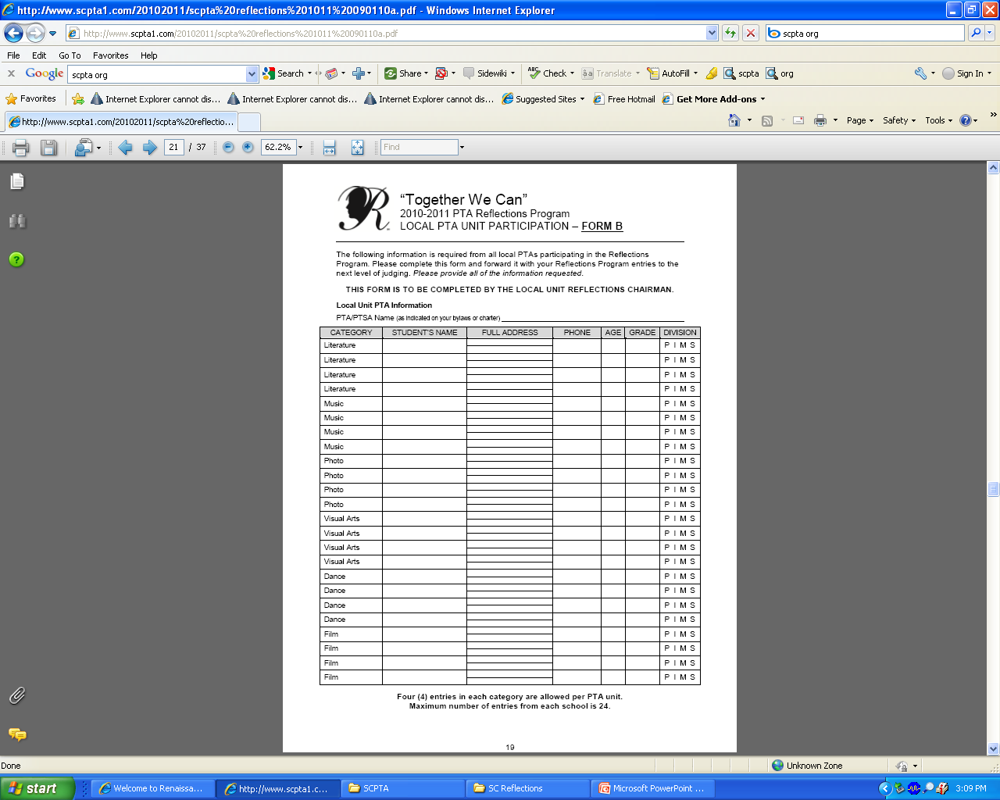 http://www.scpta1.com/20102011/scpta%20reflections%201011%20090110a.pdf - Windows Internet Explorer
http://www.scpta1.com/20102011/scpta%20reflections%201011%20090110a.pdf
scpta org
File Edit Go To Favorites Help
x Google scpta org Search Share Sidewiki ABC Check Translate AutoFill scpta org Sign In
Favorites Internet Explorer cannot dis... Internet Explorer cannot dis... Internet Explorer cannot dis... Suggested Sites Free Hotmail Get More Add-ons
http://www.scpta1.com/20102011/scpta%20reflectio... Page Safety Tools »
21 / 37 62.2% Find
R
“Together We Can”
2010-2011 PTA Reflections Program
LOCAL PTA UNIT PARTICIPATION – FORM B
The following information is required from all local PTAs participating in the Reflections
Program. Please complete this form and forward it with your Reflections Program entries to the
next level of judging. Please provide all of the information requested.
THIS FORM IS TO BE COMPLETED BY THE LOCAL UNIT REFLECTIONS CHAIRMAN.
Local Unit PTA Information
PTA/PTSA Name (as indicated on your bylaws or charter)
CATEGORY STUDENT'S NAME FULL ADDRESS PHONE AGE GRADE DIVISION
Literature P I M S
Literature P I M S
Literature P I M S
Literature P I M S
Music P I M S
Music P I M S
Music P I M S
Music P I M S
Photo P I M S
Photo P I M S
Photo P I M S
Photo P I M S
Visual Arts P I M S
Visual Arts P I M S
Visual Arts P I M S
Visual Arts P I M S
Dance P I M S
Dance P I M S
Dance P I M S
Dance P I M S
Film P I M S
Film P I M S
Film P I M S
Film P I M S
Four (4) entries in each category are allowed per PTA unit.
Maximum number of entries from each school is 24.
19
Done Unknown Zone
start Welcome to Renaissa... http://www.scpta1.c... SCPTA SC Reflections Microsoft PowerPoint ... 3:09 PM